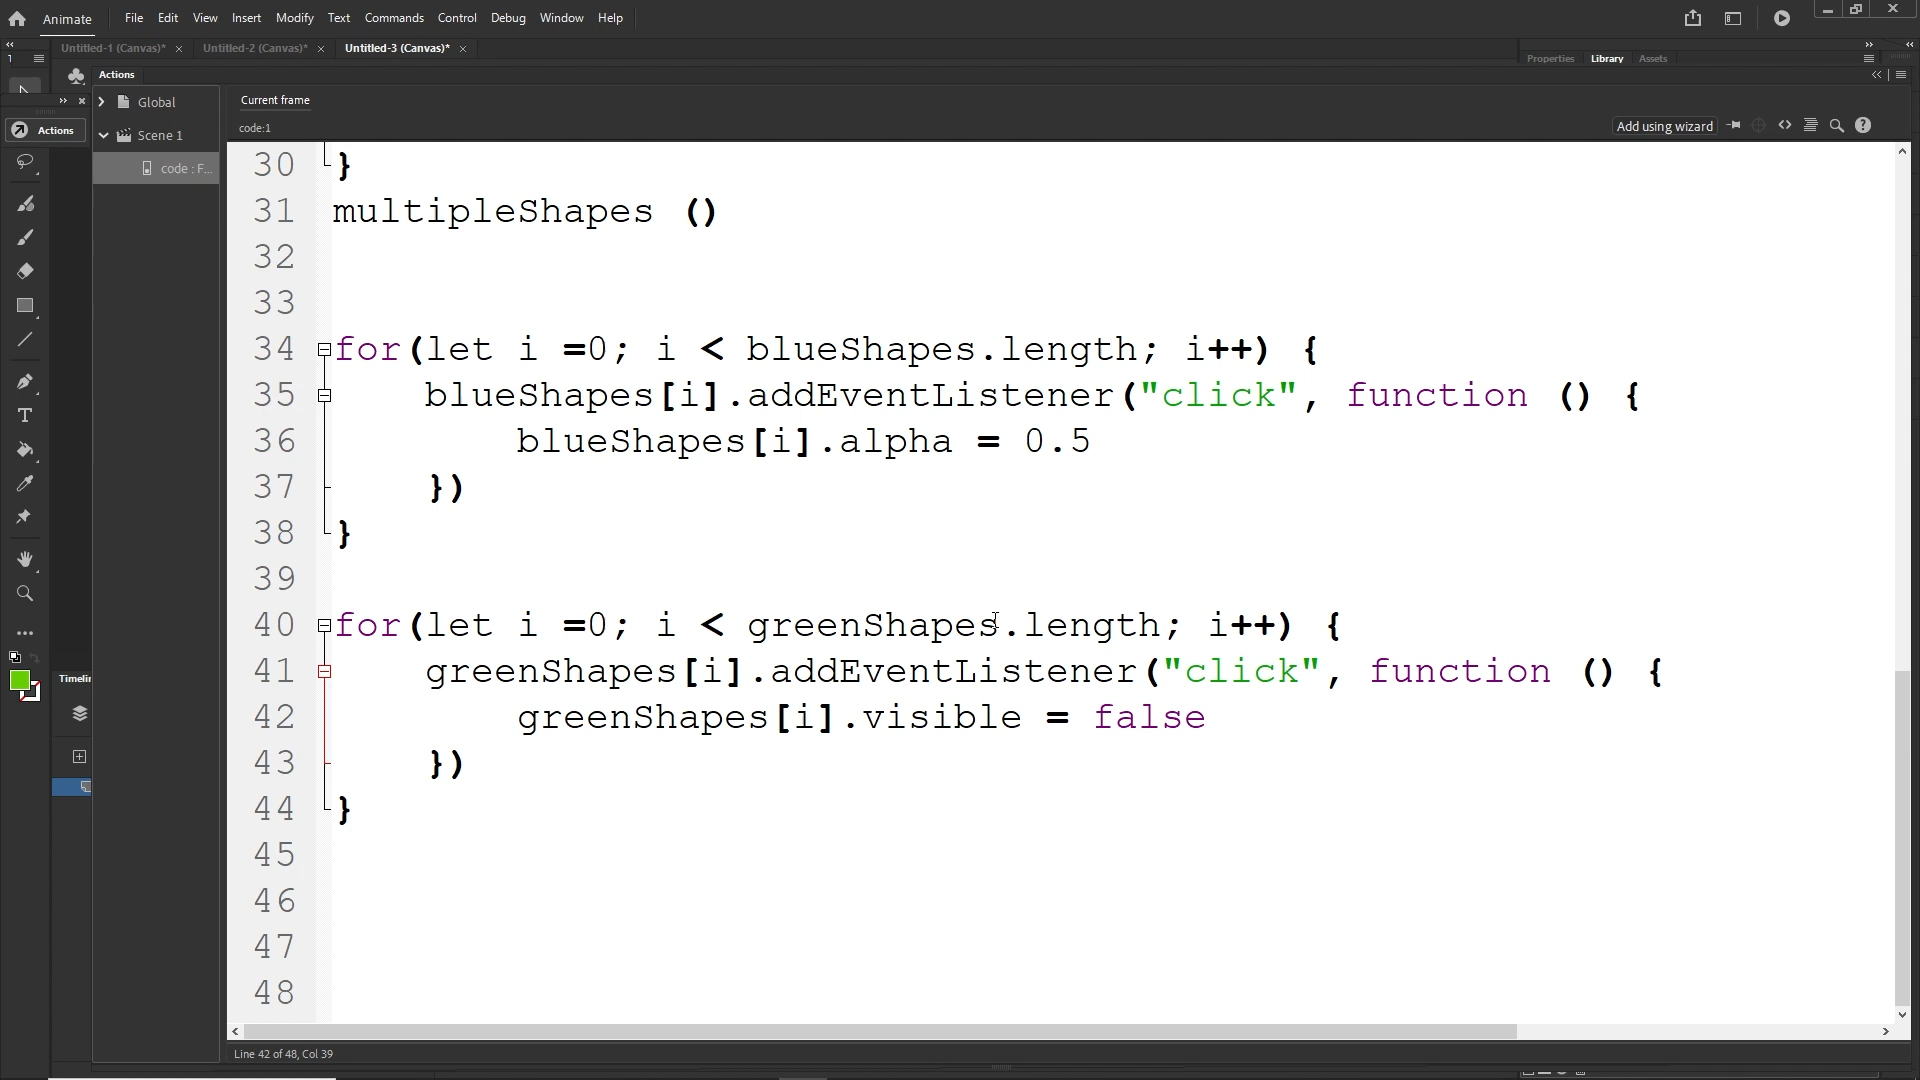 Animate File Edit View Insert Modify Text Commands Control Debug Window Help
Untitled-1 (Canvas)* Untitled-2 (Canvas)* Untitled-3 (Canvas)*
Properties Library Assets
Actions
Global
Scene 1
code : F...
Actions
Timelin
Current frame
code:1
Add using wizard
30 }
31 multipleShapes ()
32
33
34 for(let i =0; i < blueShapes.length; i++) {
35 blueShapes[i].addEventListener("click", function () {
36 blueShapes[i].alpha = 0.5
37 })
38 }
39
40 for(let i =0; i < greenShapes.length; i++) {
41 greenShapes[i].addEventListener("click", function () {
42 greenShapes[i].visible = false
43 })
44 }
45
46
47
48
Line 42 of 48, Col 39